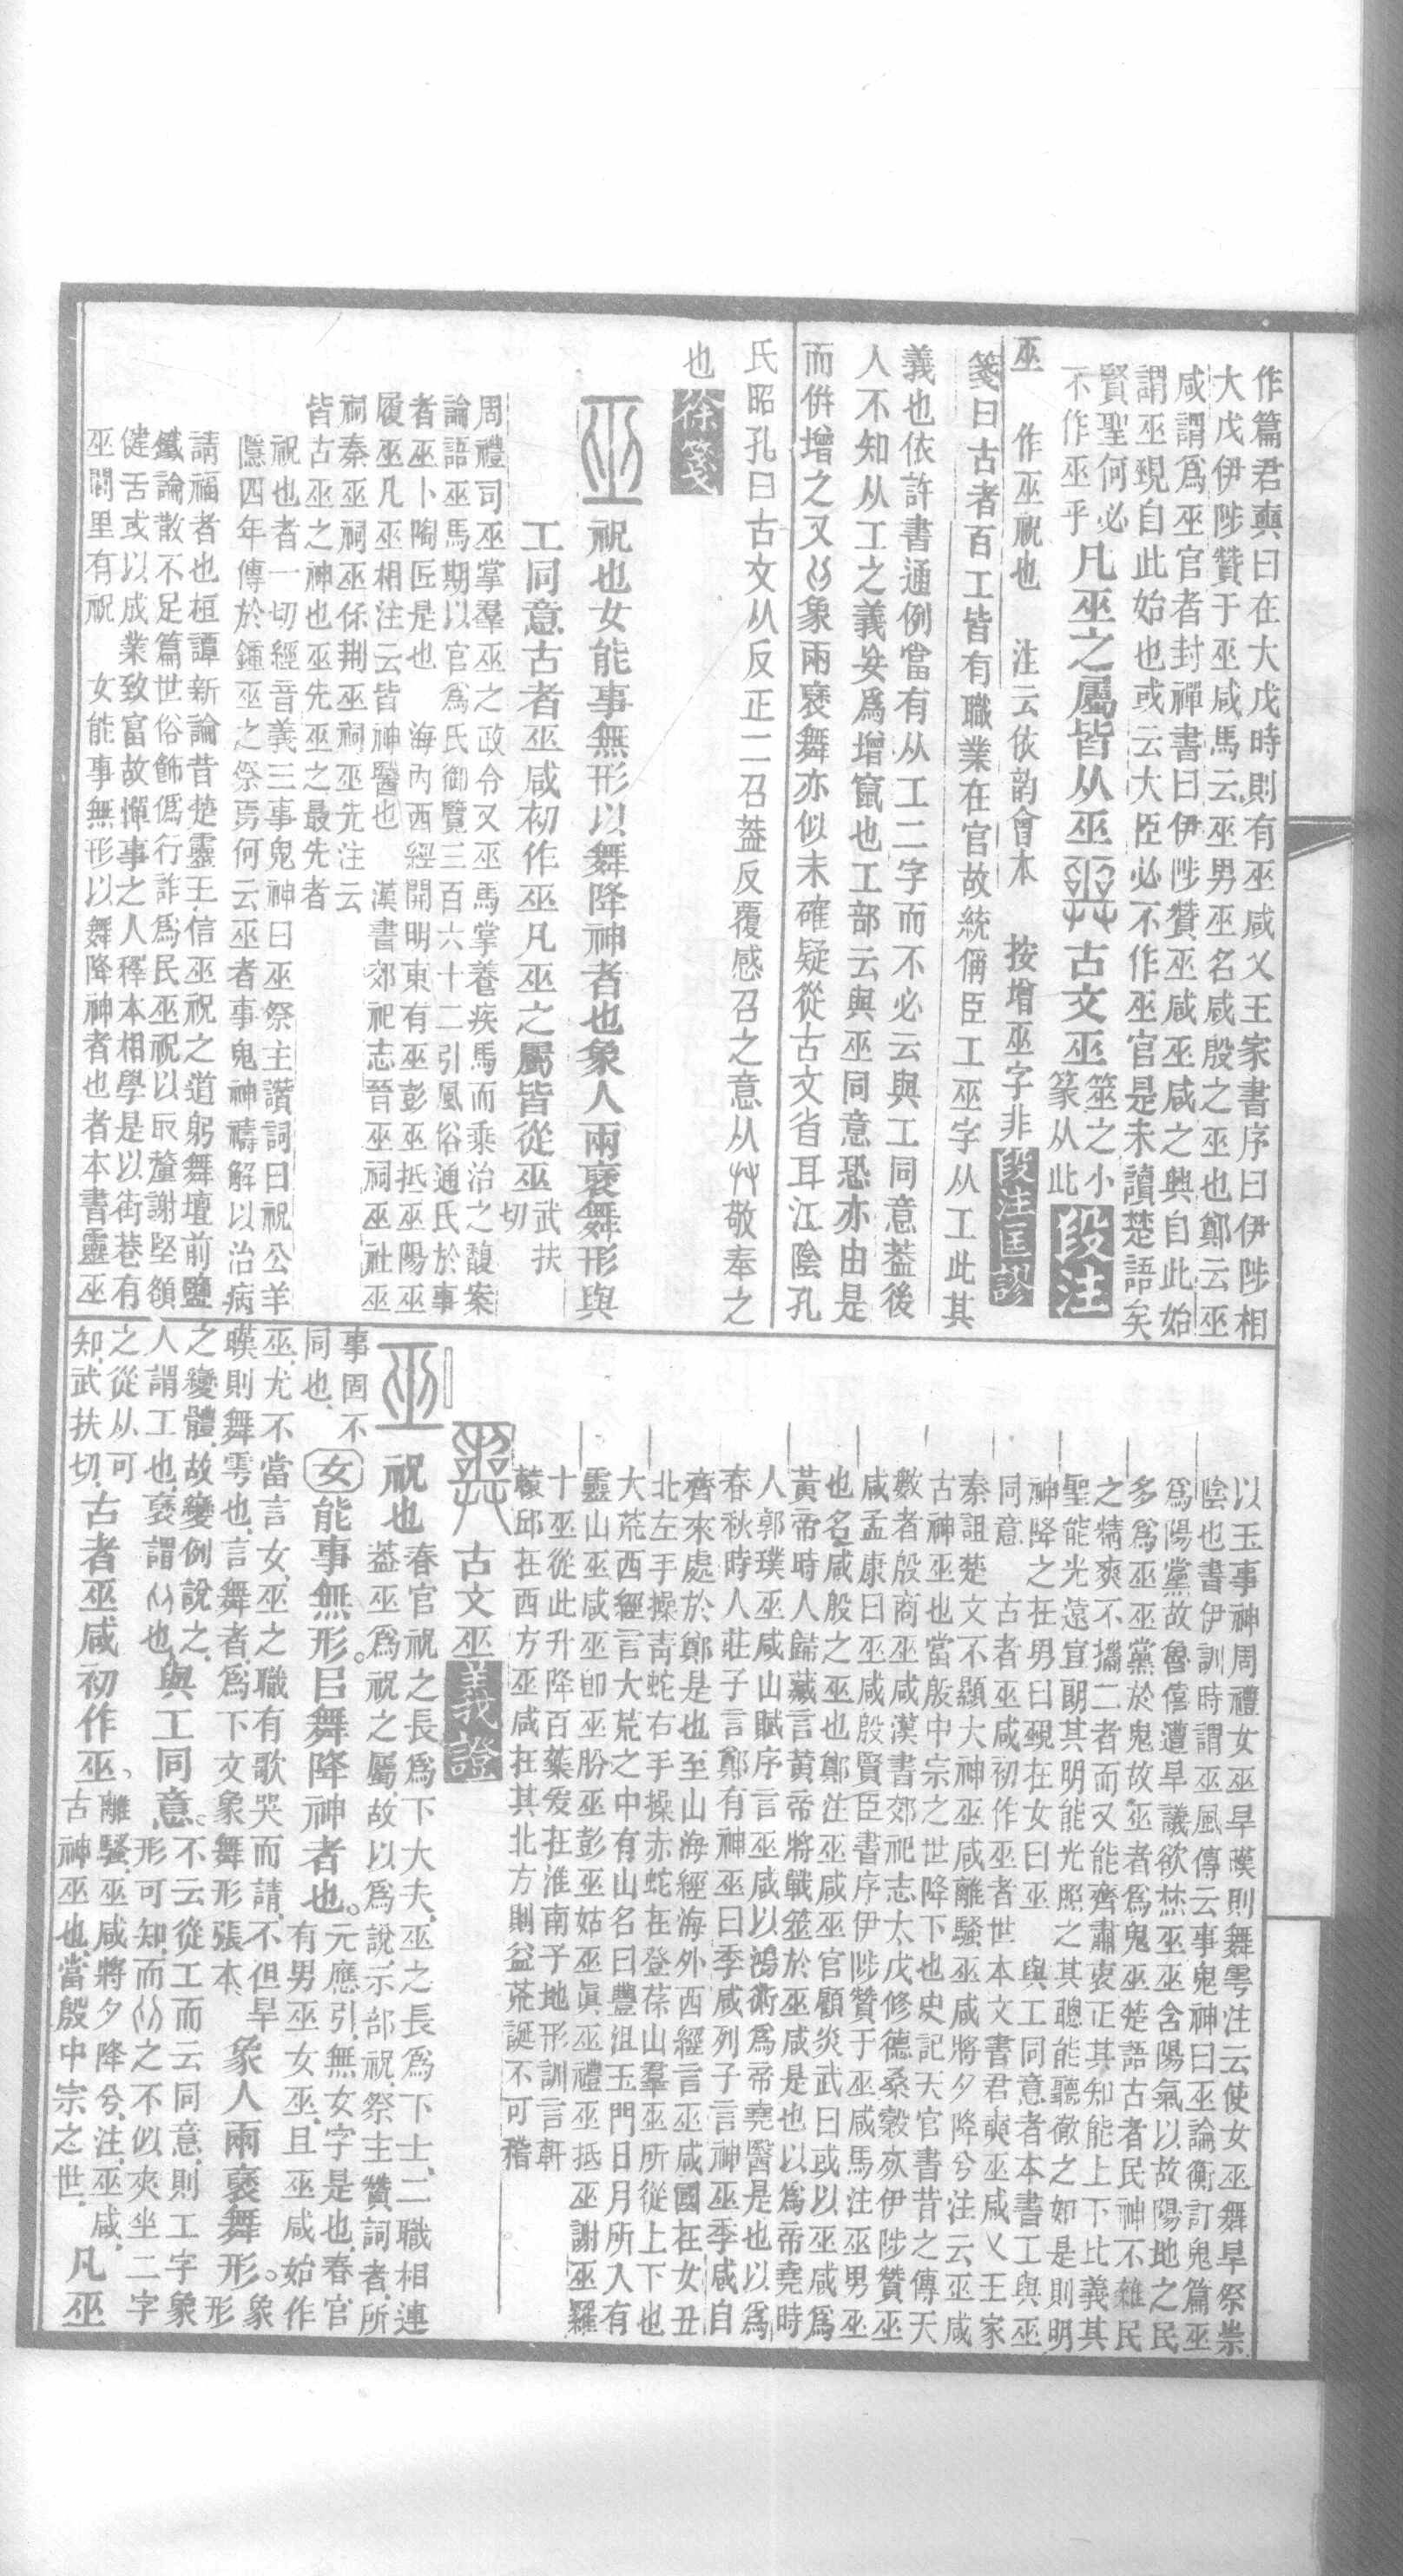 作篇君奭曰在大戊時則有巫咸乂王家書序曰伊陟相
大戊伊陟贊于巫咸馬云巫男巫名咸殷之巫也鄭云巫
咸謂爲巫官者封禪書曰伊陟贊巫咸巫咸之興自此始
謂巫覡自此始也或云大臣必不作巫官是未讀楚語矣
賢聖何必
不作巫乎
凡巫之屬皆从巫
古文巫
筮之小
篆从此
段注
巫 作巫祝也 注云依韵會本 按增巫字非 段注匡謬
箋曰古者百工皆有職業在官故統偁臣工巫字从工此其
義也依許書通例當有从工二字而不必云與工同意葢後
人不知从工之義妄爲增竄也工部云與巫同意恐亦由是
而併增之又 象兩褎舞亦似未確疑從古文省耳江陰孔
氏昭孔曰古文从反正二召葢反覆感召之意从艸敬奉之
也 徐箋
巫 祝也女能事無形以舞降神者也象人兩褎舞形與
工同意古者巫咸初作巫凡巫之屬皆從巫 武扶
切
周禮司巫掌羣巫之政令又巫馬掌養疾馬而乘治之馥案
論語巫馬期以官爲氏御覽三百六十二引風俗通氏於事
者巫卜陶匠是也 海內西經開明東有巫彭巫抵巫陽巫
履巫凡巫相注云皆神醫也 漢書郊祀志晉巫祠巫社巫
祠秦巫祠巫保荆巫祠巫先注云
皆古巫之神也巫先巫之最先者
祝也者一切經音義三事鬼神曰巫祭主讚詞曰祝公羊
隱四年傳於鍾巫之祭焉何云巫者事鬼神禱解以治病
請福者也桓譚新論昔楚靈王信巫祝之道躬舞壇前鹽
鐵論散不足篇世俗飾僞行詐爲民巫祝以取釐謝堅頟
健舌或以成業致富故憚事之人釋本相學是以街巷有
巫閭里有祝 女能事無形以舞降神者也者本書靈巫
以玉事神周禮女巫旱暵則舞雩注云使女巫舞旱祭崇
陰也書伊訓時謂巫風傳云事鬼神曰巫論衡訂鬼篇巫
爲陽黨故魯僖遭旱議欲焚巫巫含陽氣以故陽地之民
多爲巫巫黨於鬼故巫者爲鬼巫楚語古者民神不雜民
之精爽不攜二者而又能齊肅衷正其知能上下比義其
聖能光遠宣朗其明能光照之其聰能聽徹之如是則明
神降之在男曰覡在女曰巫 與工同意者本書工與巫
同意 古者巫咸初作巫者世本文書君奭巫咸乂王家
秦詛楚文不顯大神巫咸離騷巫咸將夕降兮注云巫咸
古神巫也當殷中宗之世降下也史記天官書昔之傳天
數者殷商巫咸漢書郊祀志太戊修德桑榖死伊陟贊巫
咸孟康曰巫咸殷賢臣書序伊陟贊于巫咸馬注巫男巫
也名咸殷之巫也鄭注巫咸巫官顧炎武曰或以巫咸爲
黃帝時人歸藏言黃帝將戰筮於巫咸是也以爲帝堯時
人郭璞巫咸山賦序言巫咸以鴻術爲帝堯醫是也以爲
春秋時人莊子言鄭有神巫曰季咸列子言神巫季咸自
齊來處於鄭是也至山海經海外西經言巫咸國在女丑
北左手操青蛇右手操赤蛇在登葆山羣巫所從上下也
大荒西經言大荒之中有山名曰豐沮玉門日月所入有
靈山巫咸巫卽巫朌巫彭巫姑巫眞巫禮巫抵巫謝巫羅
十巫從此升降百藥爰在淮南子地形訓言軒
轅邱在西方巫咸在其北方則益荒誕不可稽
古文巫 義證
巫 祝也 春官祝之長爲下大夫、巫之長爲下士、二職相連
葢巫爲祝之屬、故以爲說、示部祝祭主贊詞者、所
事固不
同也、
女能事無形。㠯舞降神者也。 元應引、無女字是也、春官
有男巫女巫、且巫咸始作
巫、尤不當言女、巫之職有歌哭而請、不但旱
暵則舞雩也、言舞者、爲下文象舞形張本
象人兩褎舞形。 象形
之變體、故變例說之、
人謂工也、褎謂 也、
與工同意。 不云從工而云同意、則工字象
形可知、而 之不似夾坐二字
之從从可
知、武扶切、
古者巫咸初作巫。 離騷、巫咸將夕降兮、注、巫咸、
古神巫也、當殷中宗之世、
凡巫